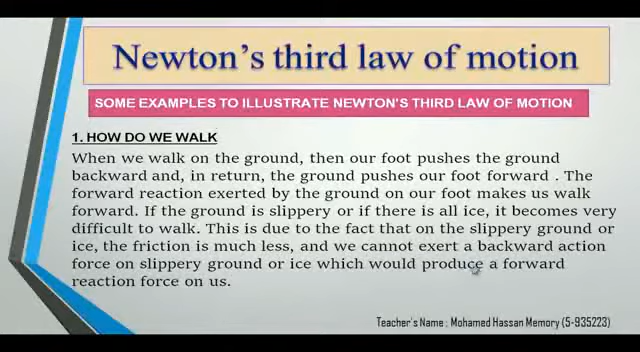 Newton's third law of motion
SOME EXAMPLES TO ILLUSTRATE NEWTON'S THIRD LAW OF MOTION
1. HOW DO WE WALK
When we walk on the ground, then our foot pushes the ground
backward and, in return, the ground pushes our foot forward . The
forward reaction exerted by the ground on our foot makes us walk
forward. If the ground is slippery or if there is all ice, it becomes very
difficult to walk. This is due to the fact that on the slippery ground or
ice, the friction is much less, and we cannot exert a backward action
force on slippery ground or ice which would produce a forward
reaction force on us.
Teacher's Name : Mohamed Hassan Memory (5-935223)